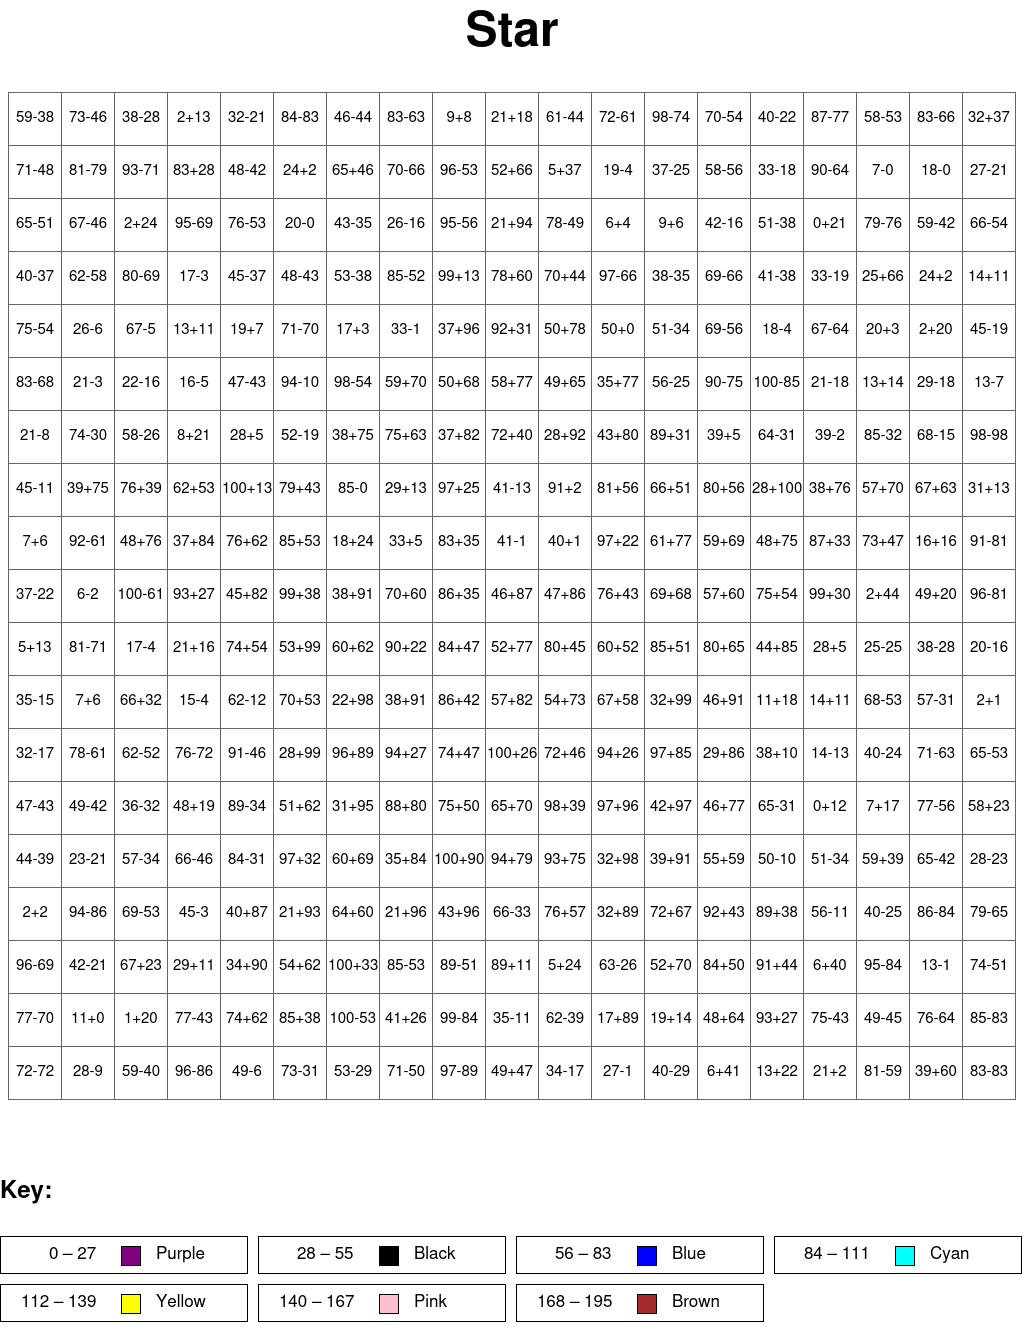 Star
59-38 73-46 38-28 2+13 32-21 84-83 46-44 83-63 9+8 21+18 61-44 72-61 98-74 70-54 40-22 87-77 58-53 83-66 32+37
71-48 81-79 93-71 83+28 48-42 24+2 65+46 70-66 96-53 52+66 5+37 19-4 37-25 58-56 33-18 90-64 7-0 18-0 27-21
65-51 67-46 2+24 95-69 76-53 20-0 43-35 26-16 95-56 21+94 78-49 6+4 9+6 42-16 51-38 0+21 79-76 59-42 66-54
40-37 62-58 80-69 17-3 45-37 48-43 53-38 85-52 99+13 78+60 70+44 97-66 38-35 69-66 41-38 33-19 25+66 24+2 14+11
75-54 26-6 67-5 13+11 19+7 71-70 17+3 33-1 37+96 92+31 50+78 50+0 51-34 69-56 18-4 67-64 20+3 2+20 45-19
83-68 21-3 22-16 16-5 47-43 94-10 98-54 59+70 50+68 58+77 49+65 35+77 56-25 90-75 100-85 21-18 13+14 29-18 13-7
21-8 74-30 58-26 8+21 28+5 52-19 38+75 75+63 37+82 72+40 28+92 43+80 89+31 39+5 64-31 39-2 85-32 68-15 98-98
45-11 39+75 76+39 62+53 100+13 79+43 85-0 29+13 97+25 41-13 91+2 81+56 66+51 80+56 28+100 38+76 57+70 67+63 31+13
7+6 92-61 48+76 37+84 76+62 85+53 18+24 33+5 83+35 41-1 40+1 97+22 61+77 59+69 48+75 87+33 73+47 16+16 91-81
37-22 6-2 100-61 93+27 45+82 99+38 38+91 70+60 86+35 46+87 47+86 76+43 69+68 57+60 75+54 99+30 2+44 49+20 96-81
5+13 81-71 17-4 21+16 74+54 53+99 60+62 90+22 84+47 52+77 80+45 60+52 85+51 80+65 44+85 28+5 25-25 38-28 20-16
35-15 7+6 66+32 15-4 62-12 70+53 22+98 38+91 86+42 57+82 54+73 67+58 32+99 46+91 11+18 14+11 68-53 57-31 2+1
32-17 78-61 62-52 76-72 91-46 28+99 96+89 94+27 74+47 100+26 72+46 94+26 97+85 29+86 38+10 14-13 40-24 71-63 65-53
47-43 49-42 36-32 48+19 89-34 51+62 31+95 88+80 75+50 65+70 98+39 97+96 42+97 46+77 65-31 0+12 7+17 77-56 58+23
44-39 23-21 57-34 66-46 84-31 97+32 60+69 35+84 100+90 94+79 93+75 32+98 39+91 55+59 50-10 51-34 59+39 65-42 28-23
2+2 94-86 69-53 45-3 40+87 21+93 64+60 21+96 43+96 66-33 76+57 32+89 72+67 92+43 89+38 56-11 40-25 86-84 79-65
96-69 42-21 67+23 29+11 34+90 54+62 100+33 85-53 89-51 89+11 5+24 63-26 52+70 84+50 91+44 6+40 95-84 13-1 74-51
77-70 11+0 1+20 77-43 74+62 85+38 100-53 41+26 99-84 35-11 62-39 17+89 19+14 48+64 93+27 75-43 49-45 76-64 85-83
72-72 28-9 59-40 96-86 49-6 73-31 53-29 71-50 97-89 49+47 34-17 27-1 40-29 6+41 13+22 21+2 81-59 39+60 83-83
Key:
0 – 27 Purple 28 – 55 Black 56 – 83 Blue 84 – 111 Cyan
112 – 139 Yellow 140 – 167 Pink 168 – 195 Brown